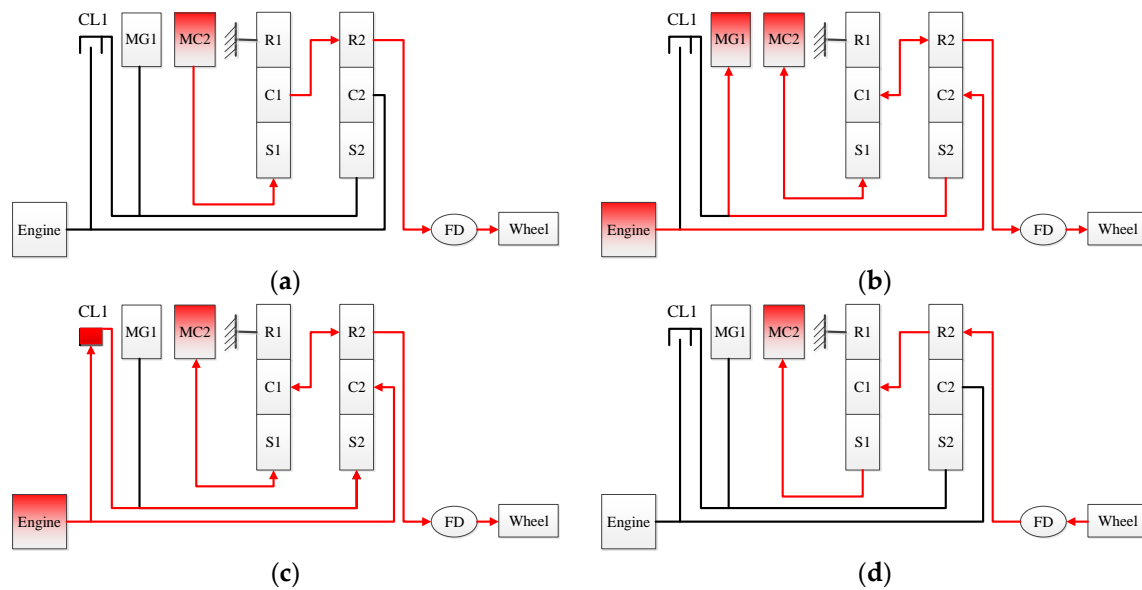 CL1
MG1 MC2 R1 R2
C1 C2
S1 S2
Engine FD Wheel
(a)
CL1
MG1 MC2 R1 R2
C1 C2
S1 S2
Engine FD Wheel
(b)
CL1
MG1 MC2 R1 R2
C1 C2
S1 S2
Engine FD Wheel
(c)
CL1
MG1 MC2 R1 R2
C1 C2
S1 S2
Engine FD Wheel
(d)